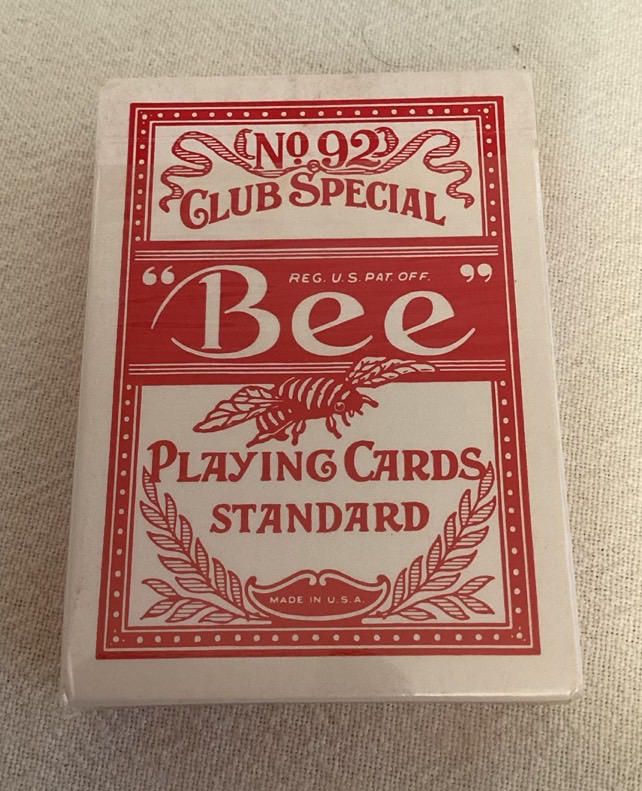 No 92
CLUB SPECIAL
REG. U.S. PAT. OFF.
“Bee”
PLAYING CARDS
STANDARD
MADE IN U.S.A.